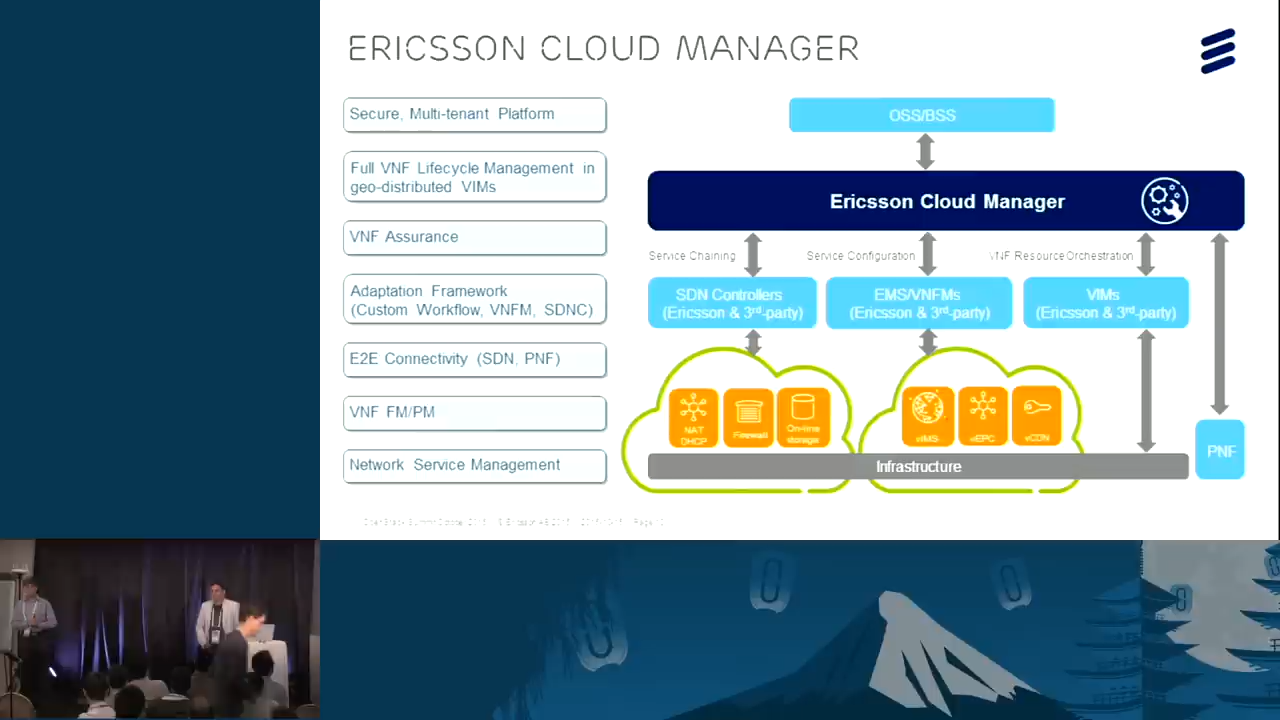 ERICSSON CLOUD MANAGER
Secure, Multi-tenant Platform
Full VNF Lifecycle Management in
geo-distributed VIMs
VNF Assurance
Adaptation Framework
(Custom Workflow, VNFM, SDNC)
E2E Connectivity (SDN, PNF)
VNF FM/PM
Network Service Management
OSS/BSS
Ericsson Cloud Manager
Service Chaining
Service Configuration
VNF Resource Orchestration
SDN Controllers
(Ericsson & 3rd-party)
EMS/VNFMs
(Ericsson & 3rd-party)
VIMs
(Ericsson & 3rd-party)
NAT
DHCP
Firewall
On-line
storage
vIMS
vEPC
vCDN
PNF
Infrastructure